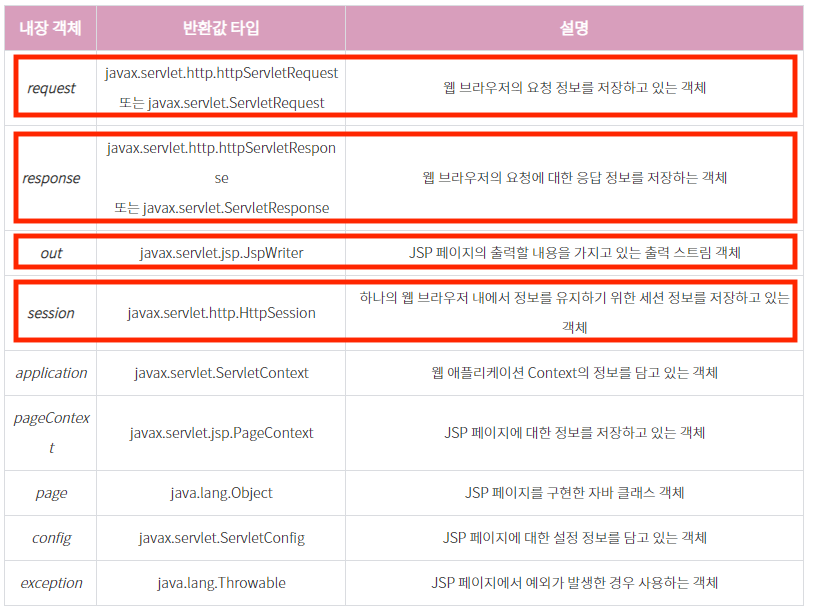 내장 객체 반환값 타입 설명
request
javax.servlet.http.httpServletRequest
또는 javax.servlet.ServletRequest
웹 브라우저의 요청 정보를 저장하고 있는 객체
response
javax.servlet.http.httpServletRespon
se
또는 javax.servlet.ServletResponse
웹 브라우저의 요청에 대한 응답 정보를 저장하는 객체
out javax.servlet.jsp.JspWriter JSP 페이지의 출력할 내용을 가지고 있는 출력 스트림 객체
session
javax.servlet.http.HttpSession
하나의 웹 브라우저 내에서 정보를 유지하기 위한 세션 정보를 저장하고 있는
객체
application javax.servlet.ServletContext 웹 애플리케이션 Context의 정보를 담고 있는 객체
pageContex
t
javax.servlet.jsp.PageContext
JSP 페이지에 대한 정보를 저장하고 있는 객체
page java.lang.Object JSP 페이지를 구현한 자바 클래스 객체
config javax.servlet.ServletConfig JSP 페이지에 대한 설정 정보를 담고 있는 객체
exception java.lang.Throwable JSP 페이지에서 예외가 발생한 경우 사용하는 객체